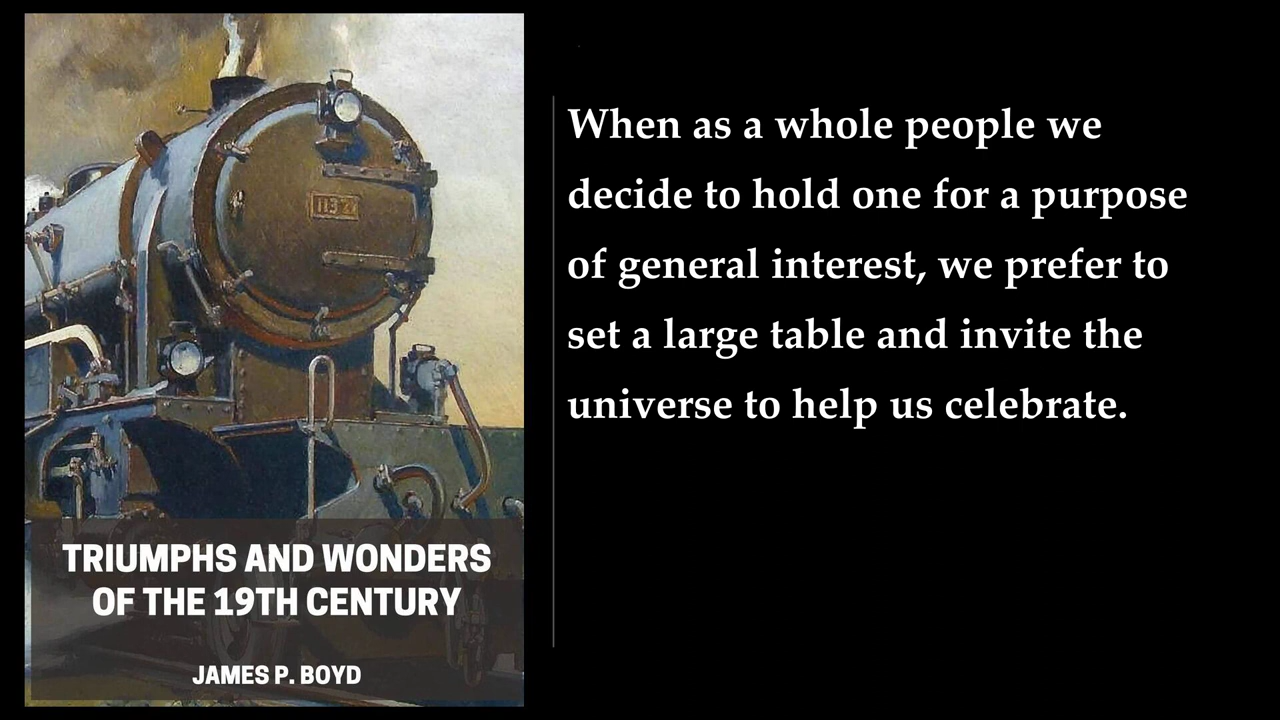 TRIUMPHS AND WONDERS
OF THE 19TH CENTURY
JAMES P. BOYD
When as a whole people we
decide to hold one for a purpose
of general interest, we prefer to
set a large table and invite the
universe to help us celebrate.